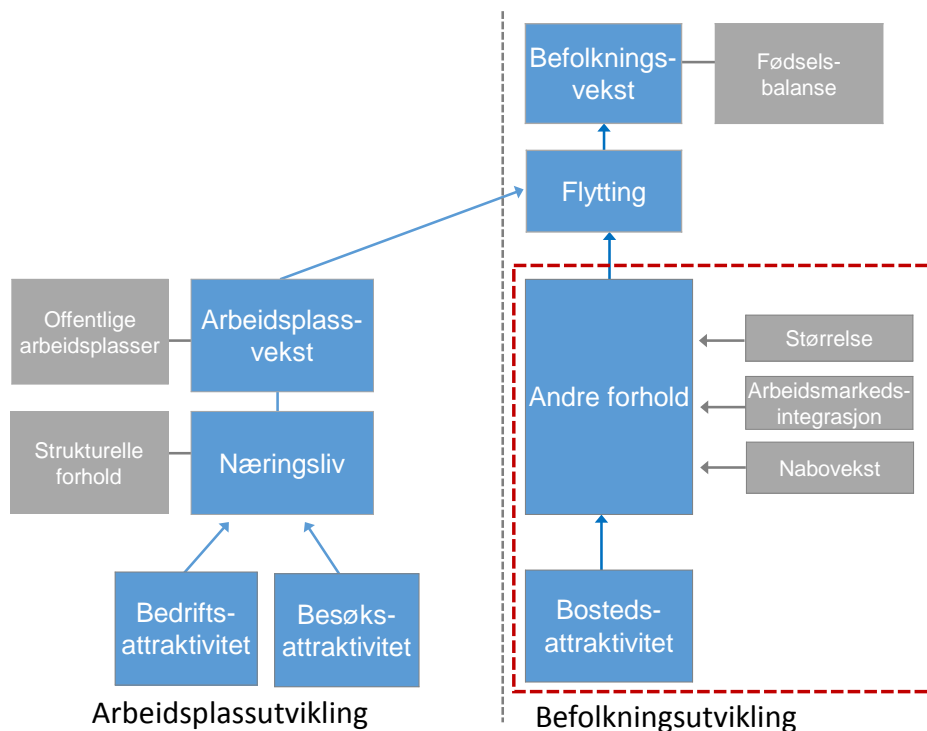 Befolknings-
vekst
Fødsels-
balanse
Flytting
Offentlige
arbeidsplasser
Arbeidsplass-
vekst
Strukturelle
forhold
Næringsliv
Bedrifts-
attraktivitet
Besøks-
attraktivitet
Arbeidsplassutvikling
Andre forhold
Størrelse
Arbeidsmarkeds-
integrasjon
Nabovekst
Bosteds-
attraktivitet
Befolkningsutvikling